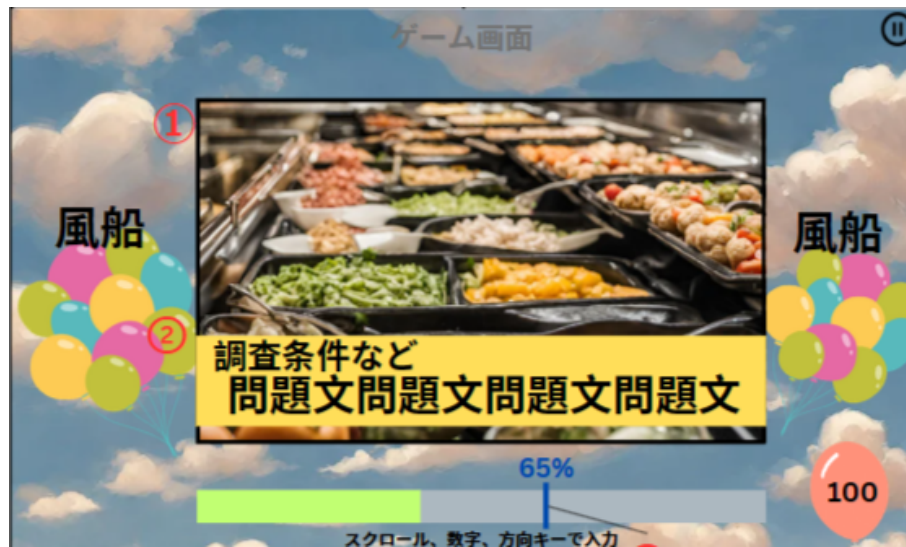 ゲーム画面
①
風船
風船
②
調査条件など
問題文問題文問題文問題文
65%
100
スクロール、数字、方向キーで入力